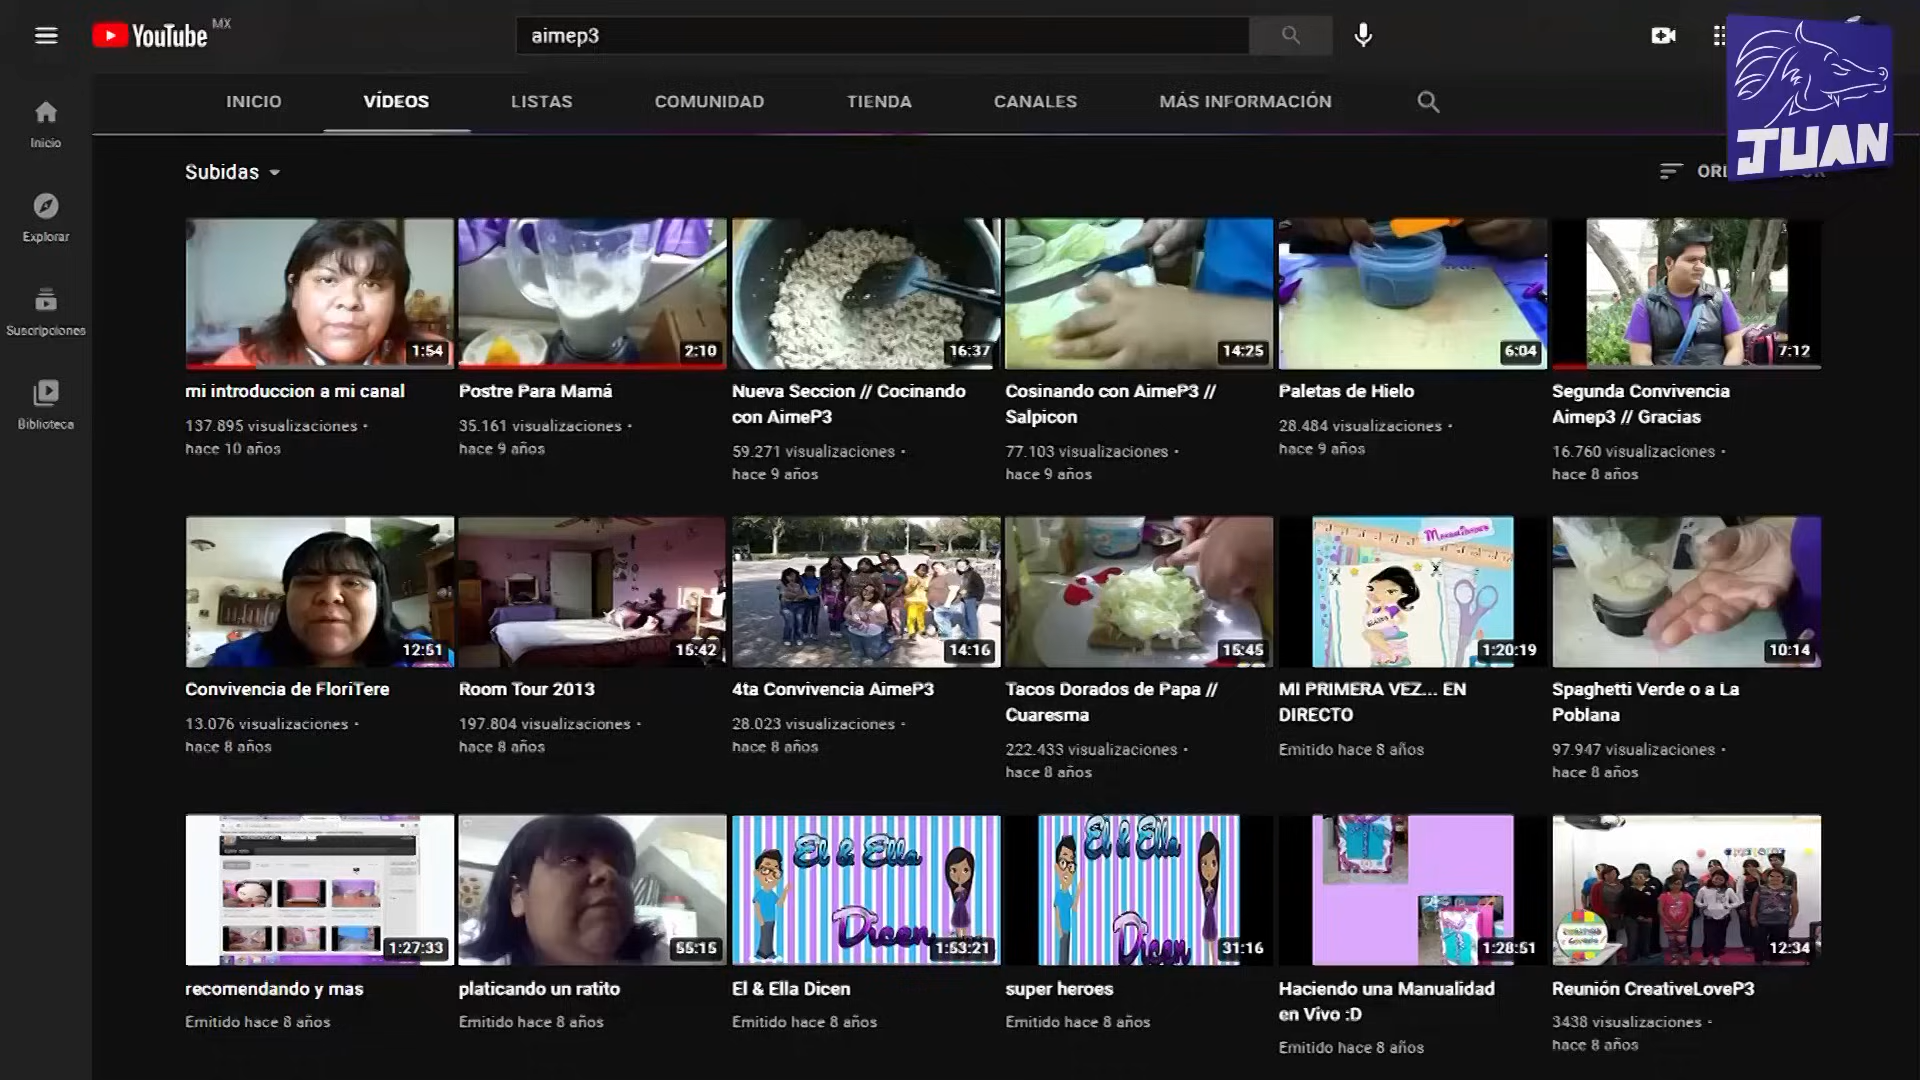 YouTube MX
aimep3
JUAN
INICIO
VÍDEOS
LISTAS
COMUNIDAD
TIENDA
CANALES
MÁS INFORMACIÓN
Inicio
Explorar
Suscripciones
Biblioteca
Subidas
1:54
2:10
16:37
14:25
6:04
7:12
mi introduccion a mi canal
137.895 visualizaciones •
hace 10 años
Postre Para Mamá
35.161 visualizaciones •
hace 9 años
Nueva Seccion // Cocinando
con AimeP3
59.271 visualizaciones •
hace 9 años
Cosinando con AimeP3 //
Salpicon
77.103 visualizaciones •
hace 9 años
Paletas de Hielo
28.484 visualizaciones •
hace 9 años
Segunda Convivencia
Aimep3 // Gracias
16.760 visualizaciones •
hace 8 años
12:51
15:42
14:16
15:45
1:20:19
10:14
Convivencia de FloriTere
13.076 visualizaciones •
hace 8 años
Room Tour 2013
197.804 visualizaciones •
hace 8 años
4ta Convivencia AimeP3
28.023 visualizaciones •
hace 8 años
Tacos Dorados de Papa //
Cuaresma
222.433 visualizaciones •
hace 8 años
MI PRIMERA VEZ... EN
DIRECTO
Emitido hace 8 años
Spaghetti Verde o a La
Poblana
97.947 visualizaciones •
hace 8 años
1:27:33
55:15
El & Ella
Dicen
1:53:21
El & Ella
Dicen
31:16
1:28:51
12:34
recomendando y mas
Emitido hace 8 años
platicando un ratito
Emitido hace 8 años
El & Ella Dicen
Emitido hace 8 años
super heroes
Emitido hace 8 años
Haciendo una Manualidad
en Vivo :D
Emitido hace 8 años
Reunión CreativeLoveP3
3438 visualizaciones •
hace 8 años